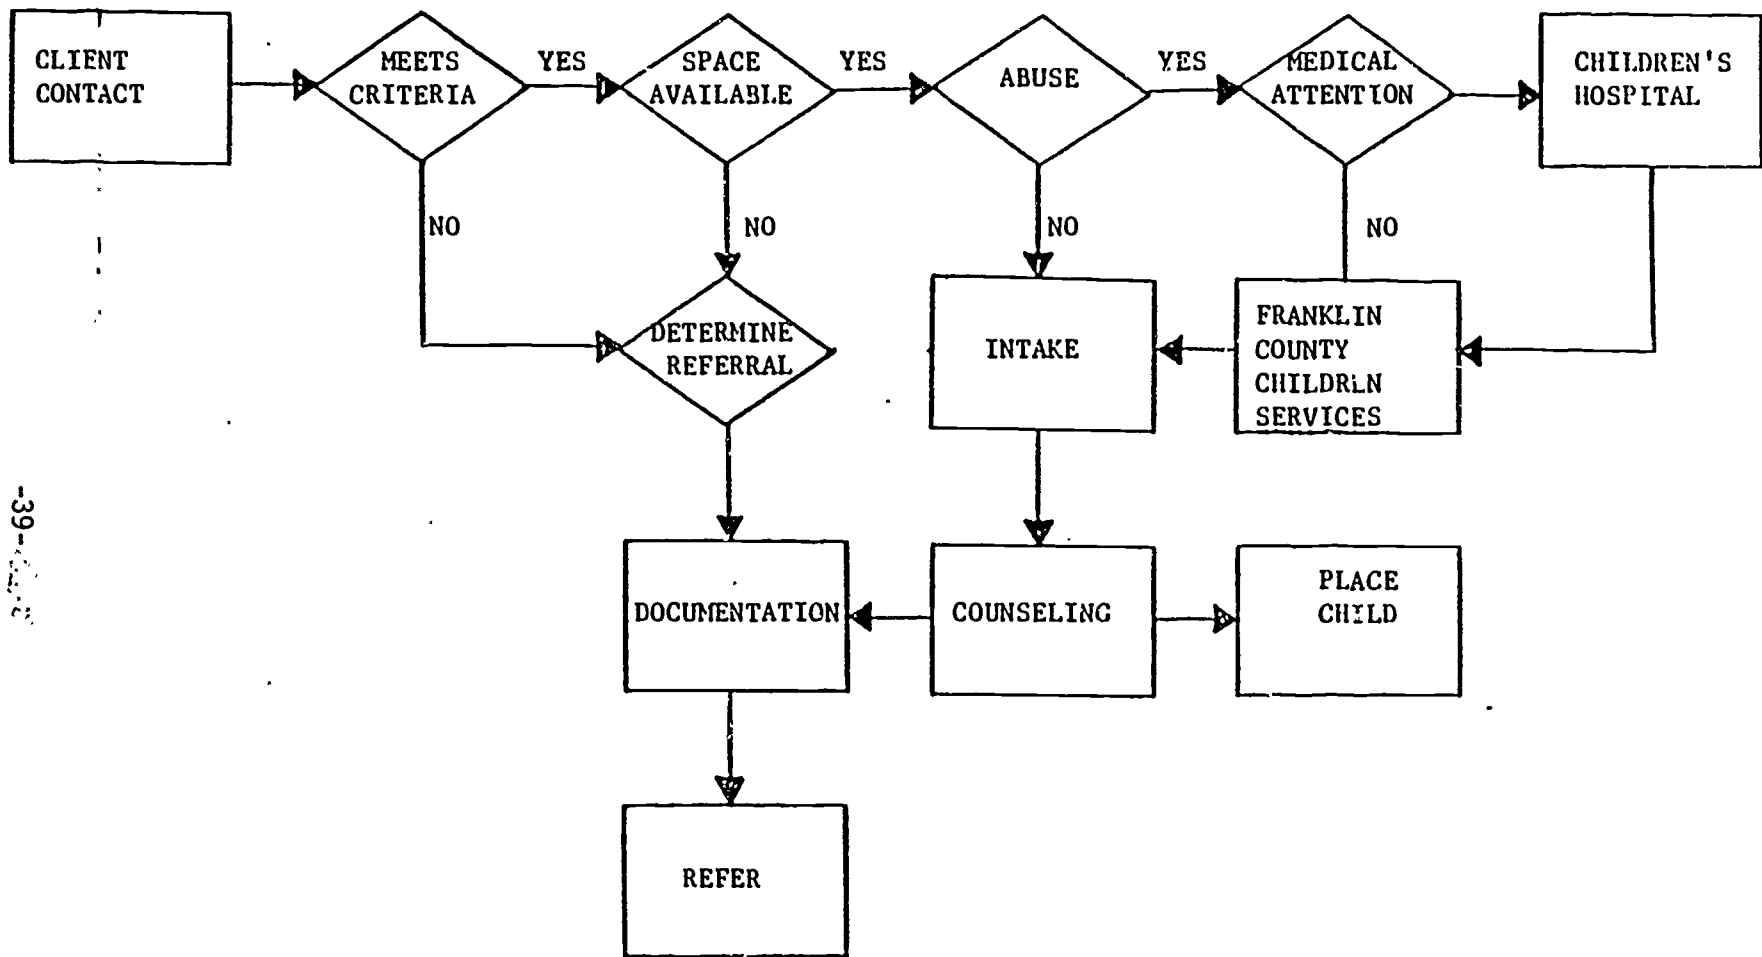 CLIENT
CONTACT
MEETS
CRITERIA
YES
SPACE
AVAILABLE
YES
ABUSE
YES
MEDICAL
ATTENTION
CHILDREN'S
HOSPITAL
NO
NO
NO
NO
DETERMINE
REFERRAL
INTAKE
FRANKLIN
COUNTY
CHILDREN
SERVICES
DOCUMENTATION
COUNSELING
PLACE
CHILD
REFER
-39-